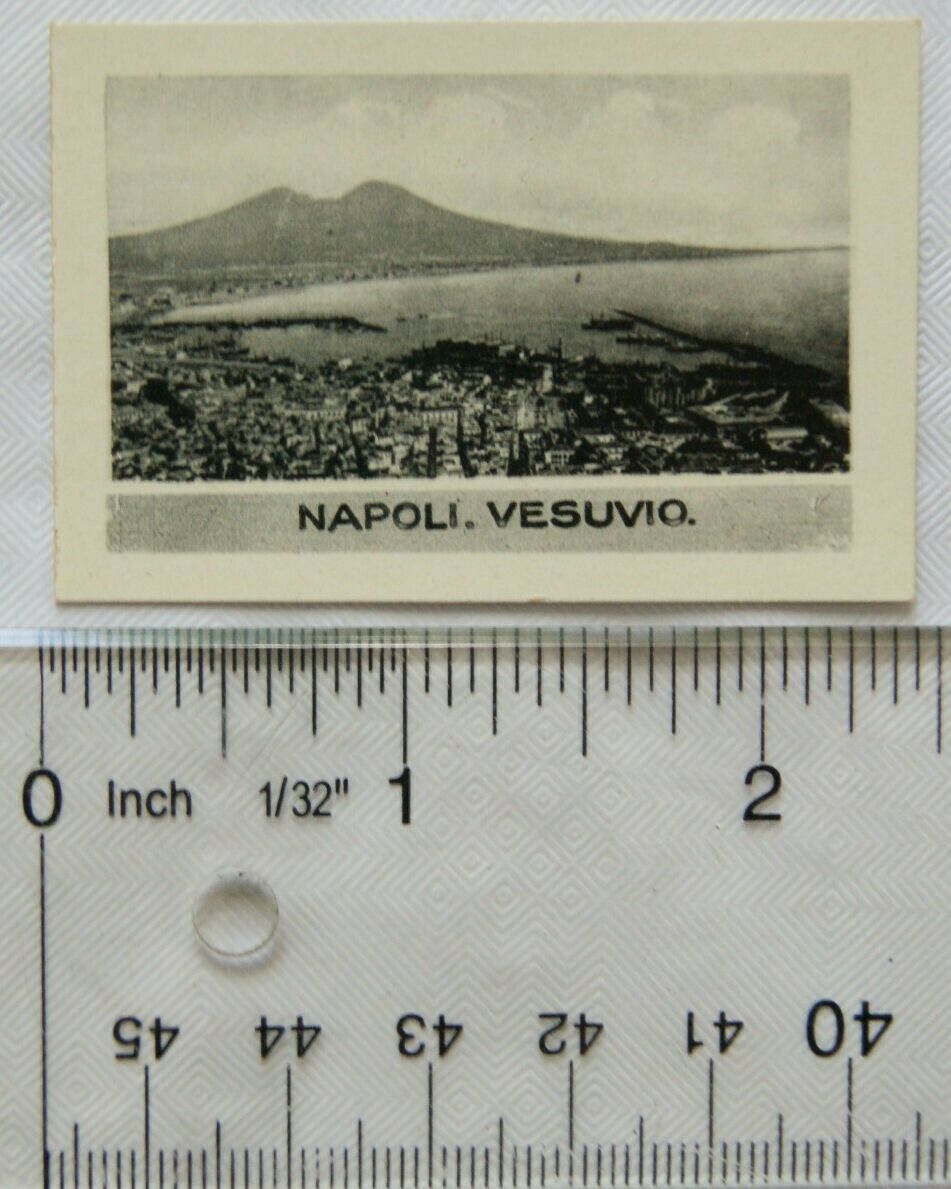 NAPOLI. VESUVIO.
0 Inch 1/32" 1 2
45 44 43 42 41 40